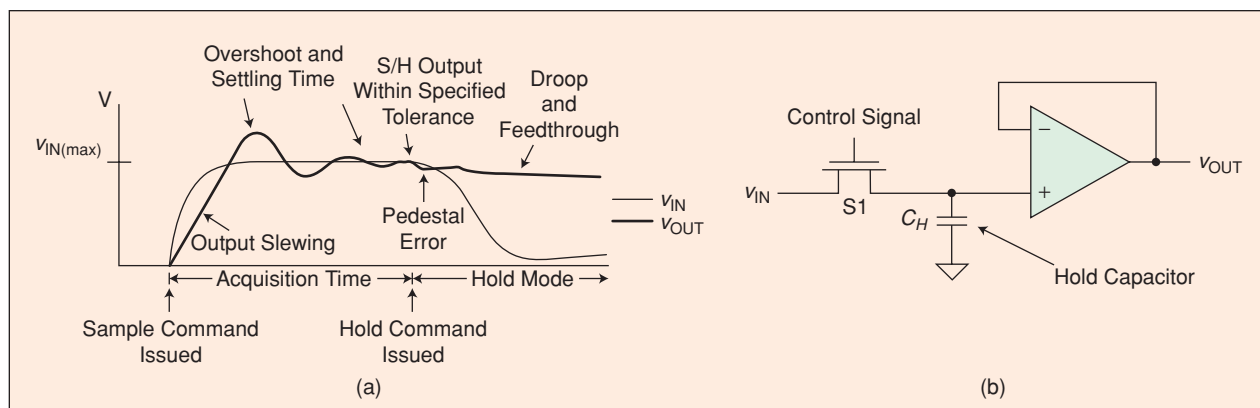 Overshoot and
Settling Time
S/H Output
Within Specified
Tolerance
Droop
and
Feedthrough
V
vIN(max)
Output Slewing
Pedestal
Error
vIN
vOUT
Acquisition Time
Hold Mode
Sample Command
Issued
Hold Command
Issued
(a)
Control Signal
vIN
S1
CH
−
+
vOUT
Hold Capacitor
(b)